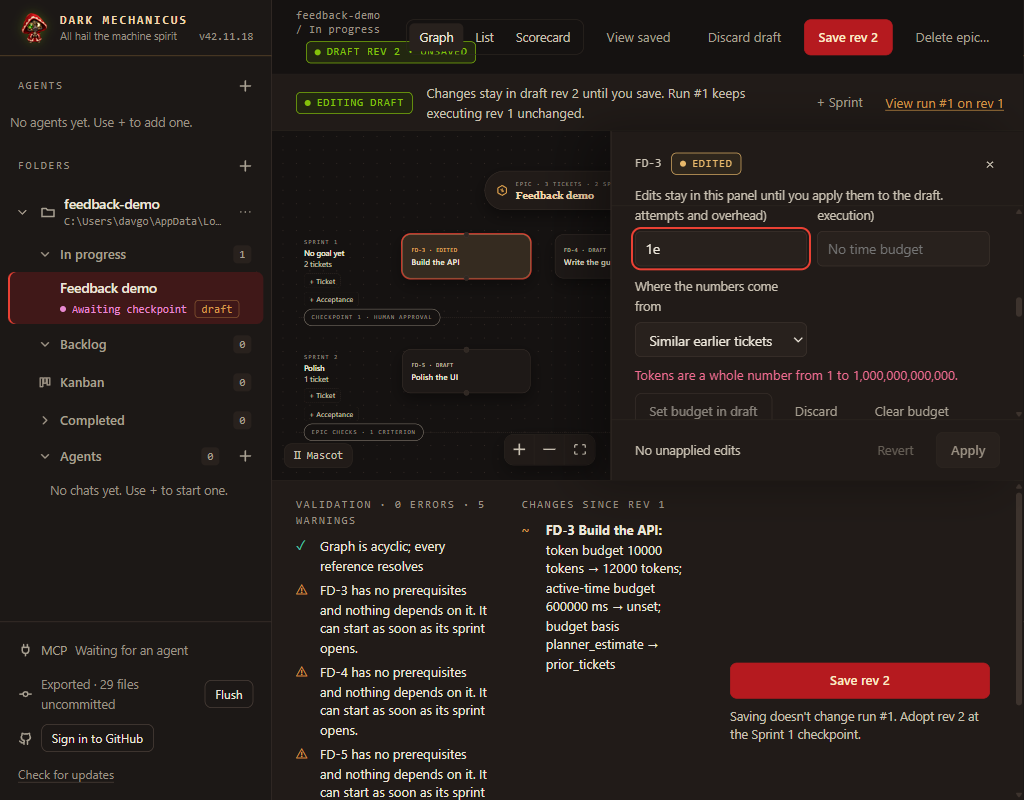 DARK MECHANICUS
All hail the machine spirit v42.11.18
AGENTS
No agents yet. Use + to add one.
FOLDERS
feedback-demo
C:\Users\davgo\AppData\Lo…
In progress 1
Feedback demo
Awaiting checkpoint draft
Backlog 0
Kanban 0
Completed 0
Agents 0
No chats yet. Use + to start one.
MCP Waiting for an agent
Exported · 29 files
uncommitted
Flush
Sign in to GitHub
Check for updates
feedback-demo
/ In progress
DRAFT REV 2 · UNSAVED
Graph List Scorecard
View saved
Discard draft
Save rev 2
Delete epic...
EDITING DRAFT
Changes stay in draft rev 2 until you save. Run #1 keeps
executing rev 1 unchanged.
+ Sprint
View run #1 on rev 1
EPIC · 3 TICKETS · 2 SP
Feedback demo
SPRINT 1
No goal yet
2 tickets
+ Ticket
+ Acceptance
FD-3 · EDITED
Build the API
FD-4 · DRAFT
Write the gu
CHECKPOINT 1 · HUMAN APPROVAL
SPRINT 2
Polish
1 ticket
+ Ticket
+ Acceptance
FD-5 · DRAFT
Polish the UI
EPIC CHECKS · 1 CRITERION
Mascot
FD-3 EDITED
Edits stay in this panel until you apply them to the draft.
attempts and overhead) execution)
1e No time budget
Where the numbers come
from
Similar earlier tickets
Tokens are a whole number from 1 to 1,000,000,000,000.
Set budget in draft Discard Clear budget
No unapplied edits Revert Apply
VALIDATION · 0 ERRORS · 5
WARNINGS
Graph is acyclic; every
reference resolves
FD-3 has no prerequisites
and nothing depends on it. It
can start as soon as its sprint
opens.
FD-4 has no prerequisites
and nothing depends on it. It
can start as soon as its sprint
opens.
FD-5 has no prerequisites
and nothing depends on it. It
can start as soon as its sprint
CHANGES SINCE REV 1
~ FD-3 Build the API:
token budget 10000
tokens → 12000 tokens;
active-time budget
600000 ms → unset;
budget basis
planner_estimate →
prior_tickets
Save rev 2
Saving doesn't change run #1. Adopt rev 2 at
the Sprint 1 checkpoint.